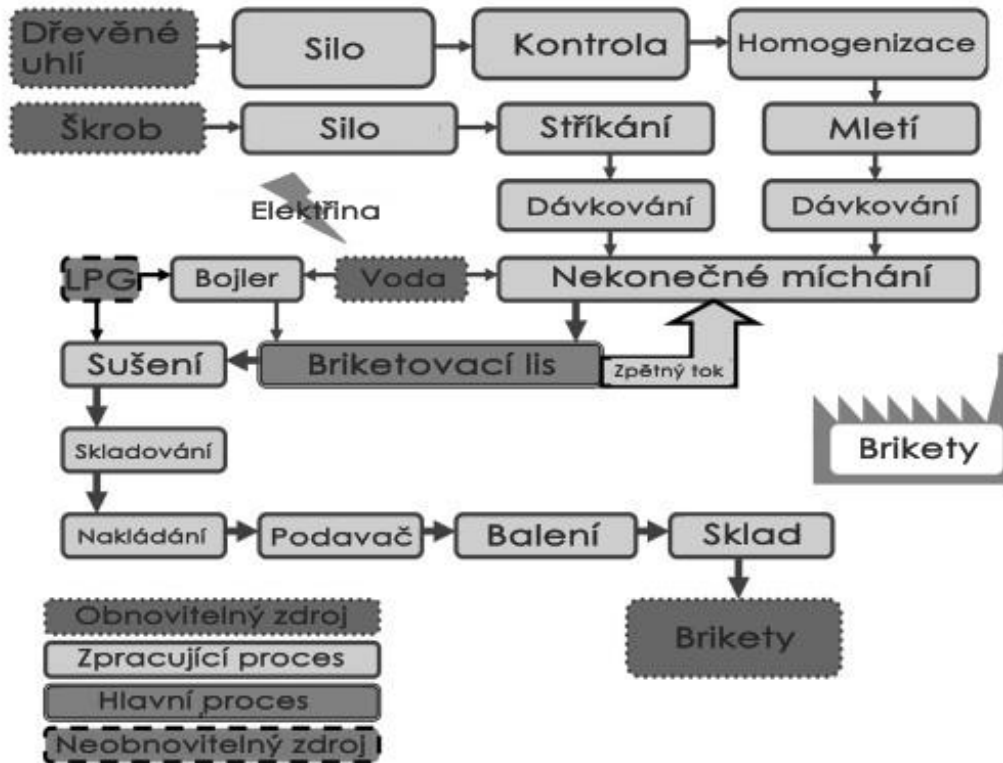 Dřevěné
uhlí
Silo
Kontrola
Homogenizace
Škrob
Silo
Stříkání
Mletí
Elektřina
Dávkování
Dávkování
LPG
Bojler
Voda
Nekonečné míchání
Sušení
Briketovací lis
Zpětný tok
Skladování
Brikety
Nakládání
Podavač
Balení
Sklad
Brikety
Obnovitelný zdroj
Zpracující proces
Hlavní proces
Neobnovitelný zdroj